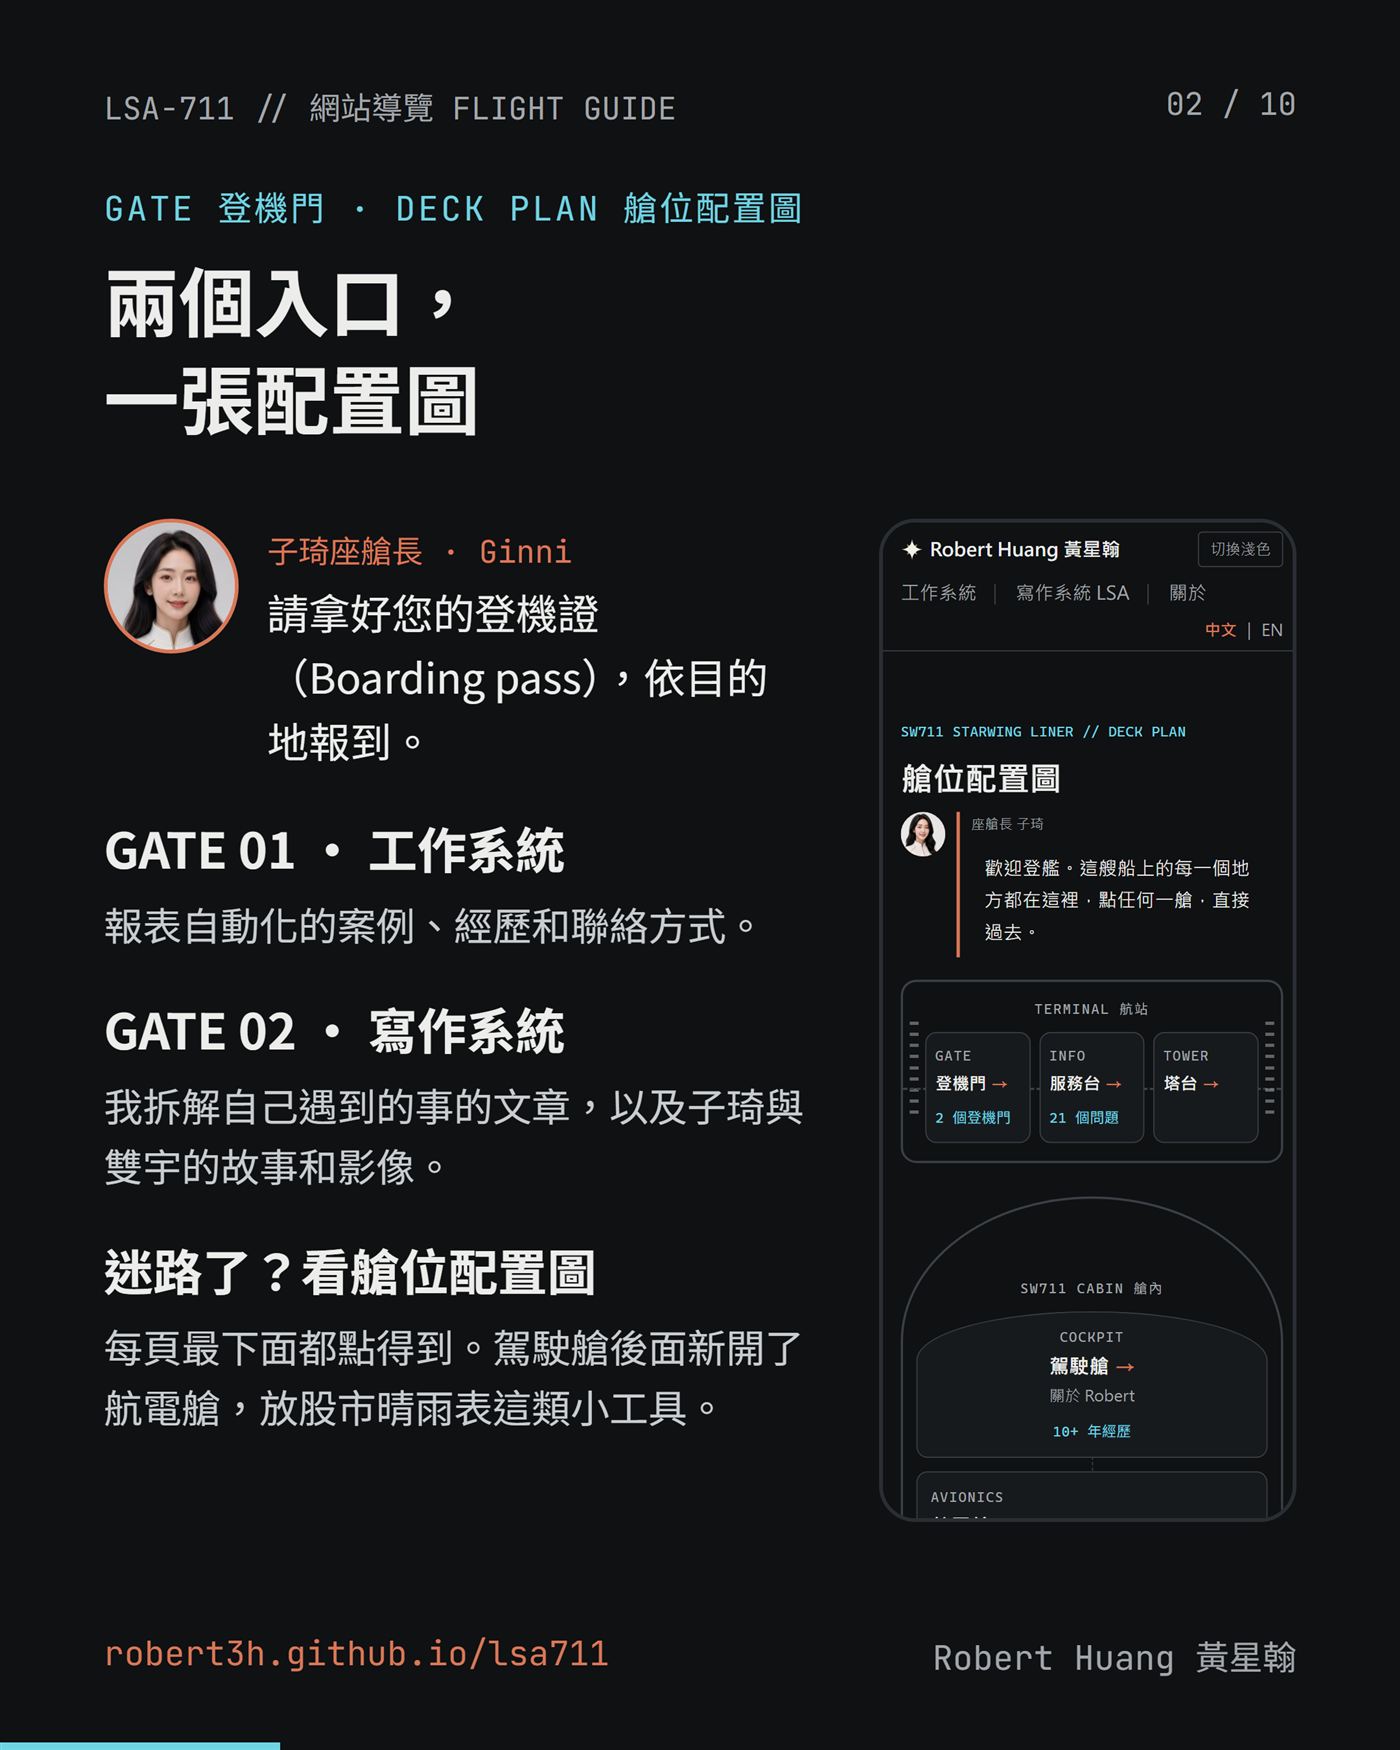 LSA-711 // 網站導覽 FLIGHT GUIDE
02 / 10
GATE 登機門 · DECK PLAN 艙位配置圖
兩個入口，
一張配置圖
子琦座艙長 · Ginni
請拿好您的登機證
（Boarding pass），依目的
地報到。
GATE 01 · 工作系統
報表自動化的案例、經歷和聯絡方式。
GATE 02 · 寫作系統
我拆解自己遇到的事的文章，以及子琦與
雙宇的故事和影像。
迷路了？看艙位配置圖
每頁最下面都點得到。駕駛艙後面新開了
航電艙，放股市晴雨表這類小工具。
Robert Huang 黃星翰
切換淺色
工作系統 | 寫作系統 LSA | 關於
中文 | EN
SW711 STARWING LINER // DECK PLAN
艙位配置圖
座艙長 子琦
歡迎登艦。這艘船上的每一個地
方都在這裡，點任何一艙，直接
過去。
TERMINAL 航站
GATE
登機門 →
2 個登機門
INFO
服務台 →
21 個問題
TOWER
塔台 →
SW711 CABIN 艙內
COCKPIT
駕駛艙 →
關於 Robert
10+ 年經歷
AVIONICS
robert3h.github.io/lsa711
Robert Huang 黃星翰